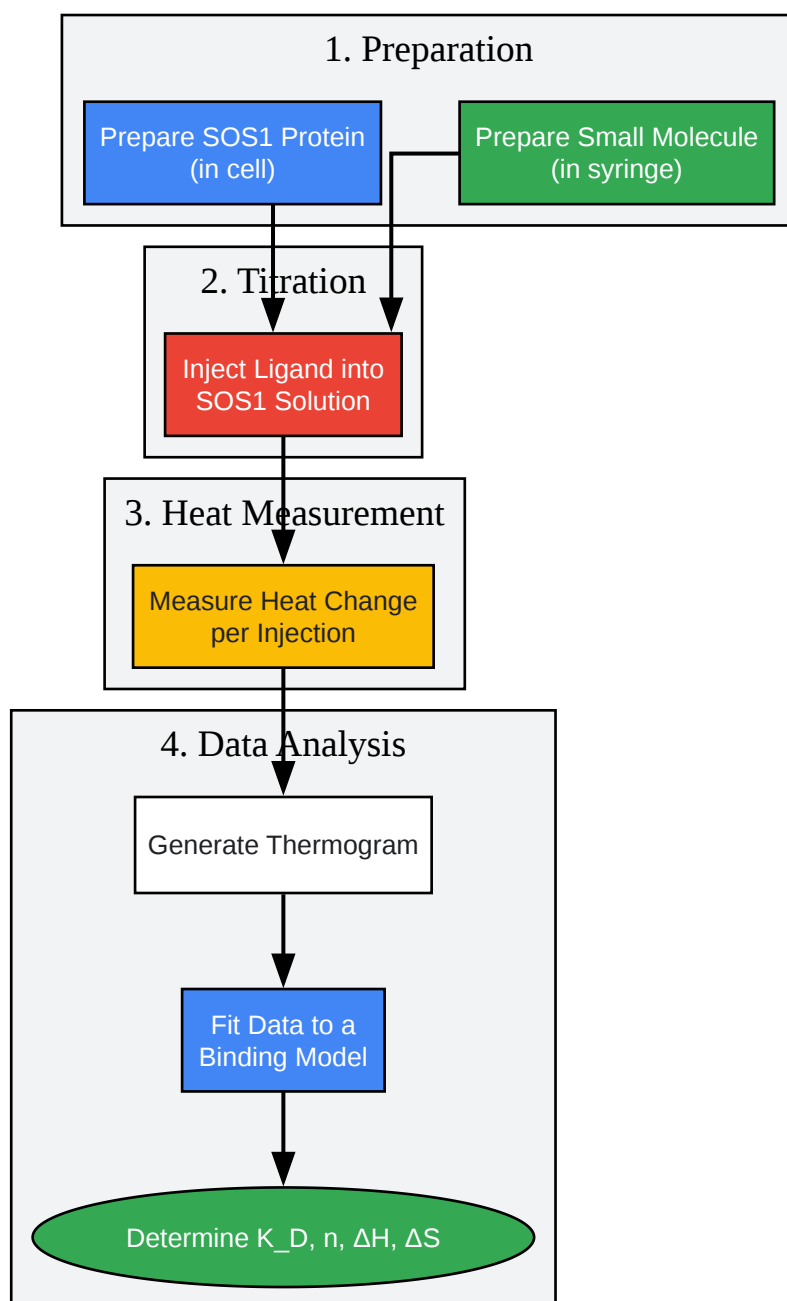 1. Preparation
Prepare SOS1 Protein
(in cell)
Prepare Small Molecule
(in syringe)
2. Titration
Inject Ligand into
SOS1 Solution
3. Heat Measurement
Measure Heat Change
per Injection
4. Data Analysis
Generate Thermogram
Fit Data to a
Binding Model
Determine K_D, n, ΔH, ΔS